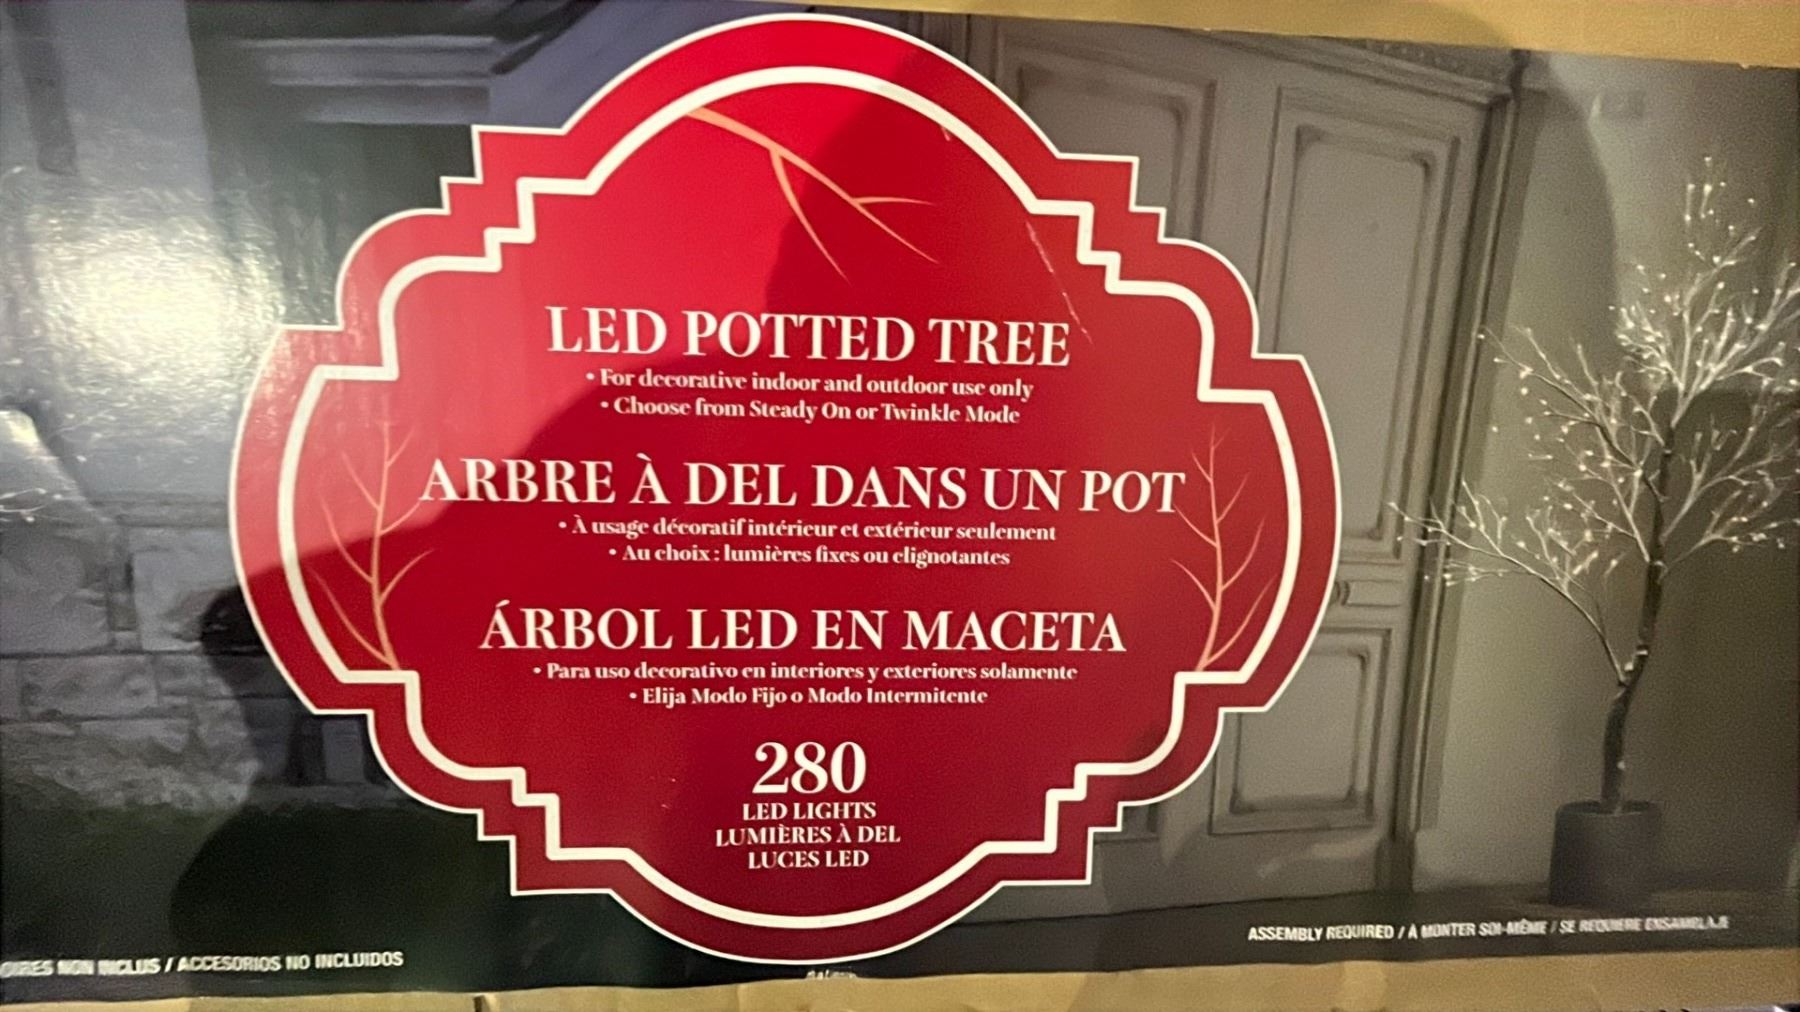 LED POTTED TREE
• For decorative indoor and outdoor use only
• Choose from Steady On or Twinkle Mode
ARBRE À DEL DANS UN POT
• À usage décoratif intérieur et extérieur seulement
• Au choix : lumières fixes ou clignotantes
ÁRBOL LED EN MACETA
• Para uso decorativo en interiores y exteriores solamente
• Elija Modo Fijo o Modo Intermitente
280
LED LIGHTS
LUMIÈRES À DEL
LUCES LED
NON INCLUS / ACCESORIOS NO INCLUIDOS
ASSEMBLY REQUIRED / À MONTER SOI-MÊME / SE REQUIERE ENSAMBLAJE